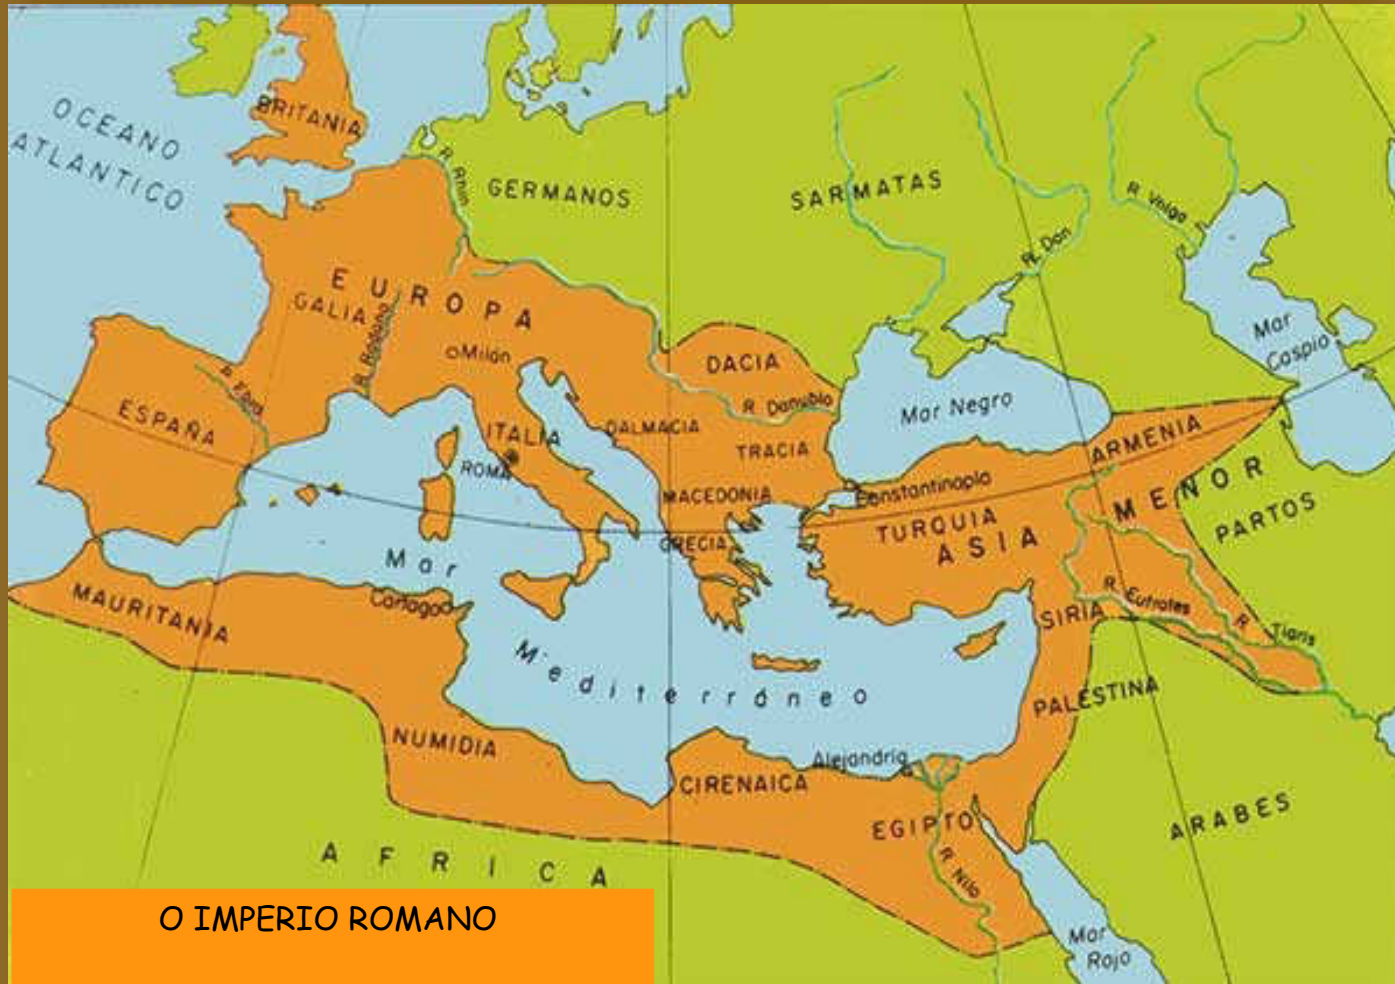 OCEANO
ATLANTICO
BRITANIA
R. Rhin
GERMANOS
SARMATAS
R. Volga
R. Don
EUROPA
GALIA
R. Rodano
Milán
DACIA
Mar
Caspio
R. Ebro
ESPAÑA
ITALIA
ROMA
DALMACIA
R. Danubio
TRACIA
Mar Negro
ARMENIA
MACEDONIA
Constantinopla
GRECIA
TURQUIA
ASIA
MENOR
PARTOS
Mar
Mediterráneo
MAURITANIA
Cartago
SIRIA
R. Eufrates
R. Tigris
PALESTINA
NUMIDIA
CIRENAICA
Alejandria
EGIPTO
R. Nilo
ARABES
AFRICA
Mar
Rojo
O IMPERIO ROMANO